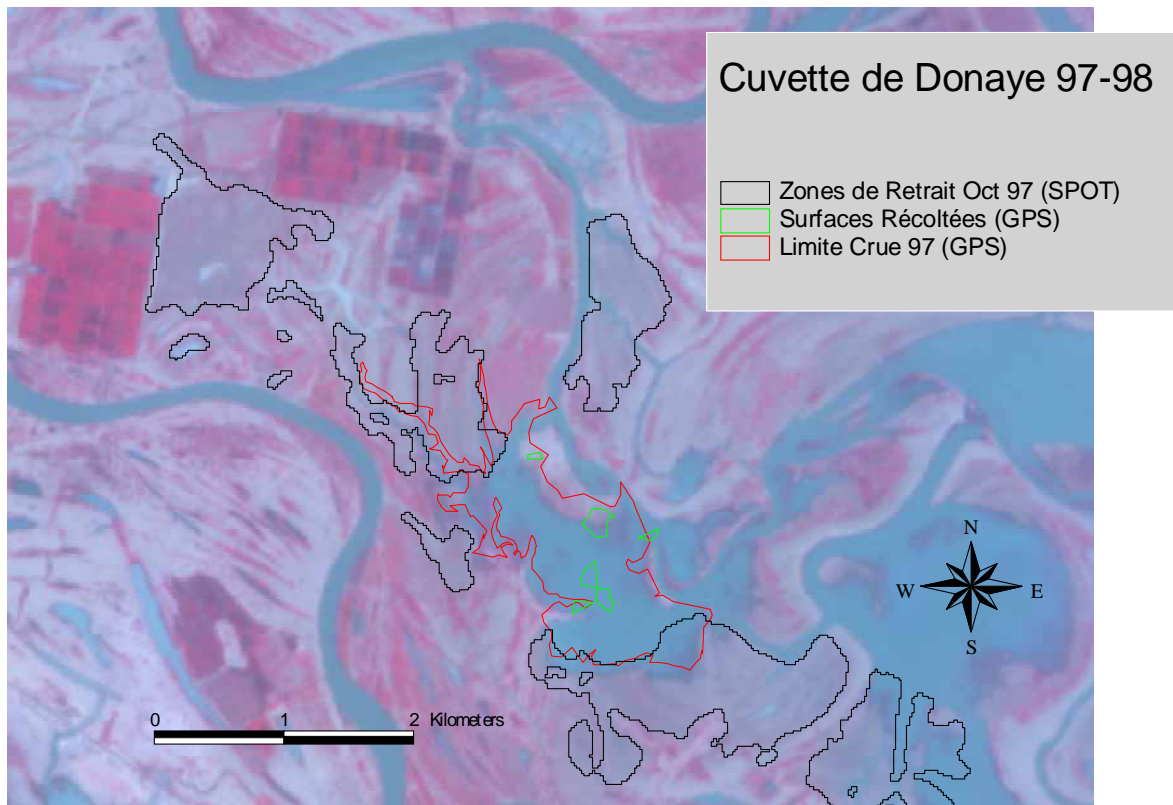 Cuvette de Donaye 97-98
Zones de Retrait Oct 97 (SPOT)
Surfaces Récoltées (GPS)
Limite Crue 97 (GPS)
N
W E
S
0 1 2 Kilometers